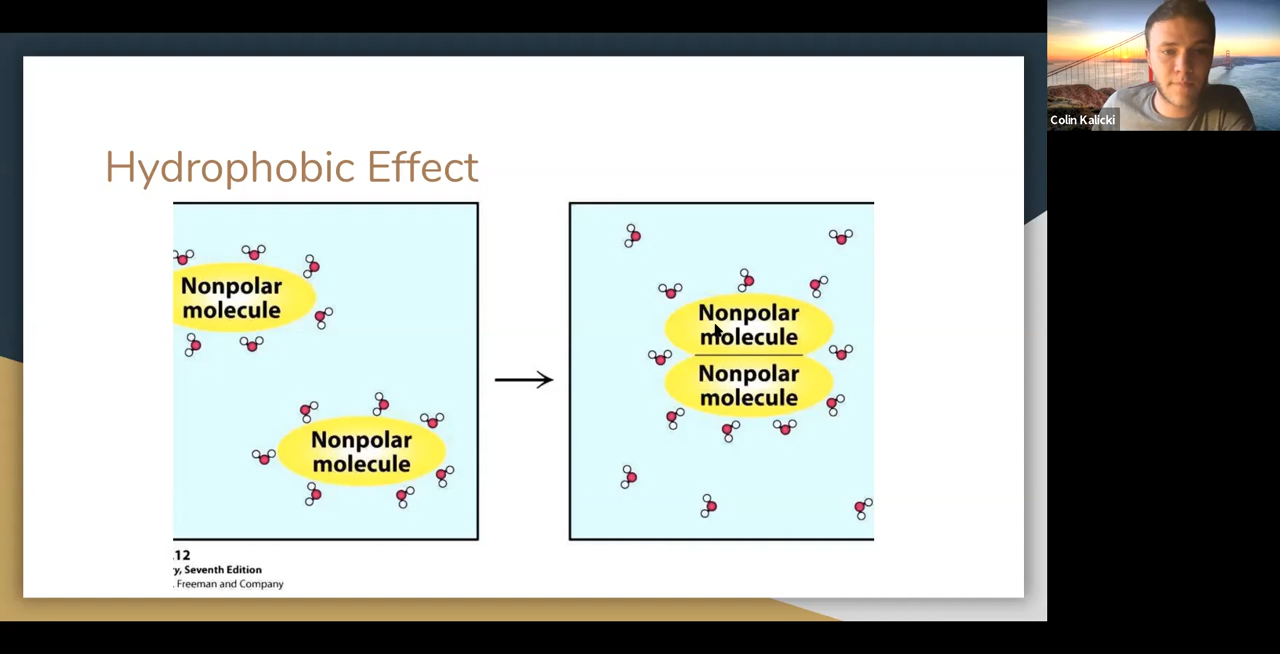 Colin Kalicki
Hydrophobic Effect
Nonpolar
molecule
Nonpolar
molecule
Nonpolar
molecule
Nonpolar
molecule
.12
y, Seventh Edition
. Freeman and Company